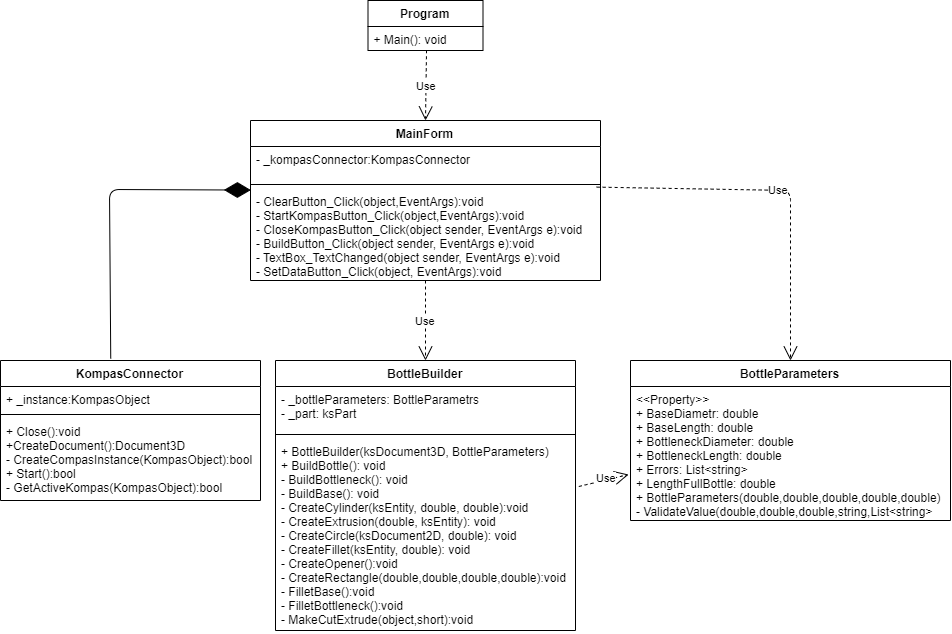 Program
+ Main(): void
Use
MainForm
- _kompasConnector:KompasConnector
- ClearButton_Click(object,EventArgs):void
- StartKompasButton_Click(object,EventArgs):void
- CloseKompasButton_Click(object sender, EventArgs e):void
- BuildButton_Click(object sender, EventArgs e):void
- TextBox_TextChanged(object sender, EventArgs e):void
- SetDataButton_Click(object, EventArgs):void
Use
Use
KompasConnector
+ _instance:KompasObject
+ Close():void
+CreateDocument():Document3D
- CreateCompasInstance(KompasObject):bool
+ Start():bool
- GetActiveKompas(KompasObject):bool
BottleBuilder
- _bottleParameters: BottleParametrs
- _part: ksPart
+ BottleBuilder(ksDocument3D, BottleParameters)
+ BuildBottle(): void
- BuildBottleneck(): void
- BuildBase(): void
- CreateCylinder(ksEntity, double, double):void
- CreateExtrusion(double, ksEntity): void
- CreateCircle(ksDocument2D, double): void
- CreateFillet(ksEntity, double): void
- CreateOpener():void
- CreateRectangle(double,double,double,double):void
- FilletBase():void
- FilletBottleneck():void
- MakeCutExtrude(object,short):void
Use
BottleParameters
<<Property>>
+ BaseDiametr: double
+ BaseLength: double
+ BottleneckDiameter: double
+ BottleneckLength: double
+ Errors: List<string>
+ LengthFullBottle: double
+ BottleParameters(double,double,double,double,double)
- ValidateValue(double,double,double,string,List<string>